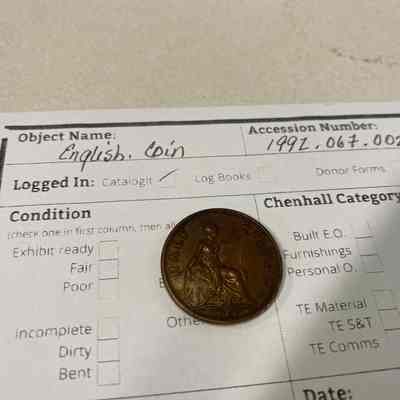 Object Name: English. Coin
Accession Number: 1991.067.002
Logged In: Catalogit Log Books Donor Forms
Condition
(check one in first column, then al
Exhibit ready
Fair
Poor
Othe
Incomplete
Dirty
Bent
Chenhall Category
Built E.O.
Furnishings
Personal O.
TE Material
TE S&T
TE Comms
Date:
HALF